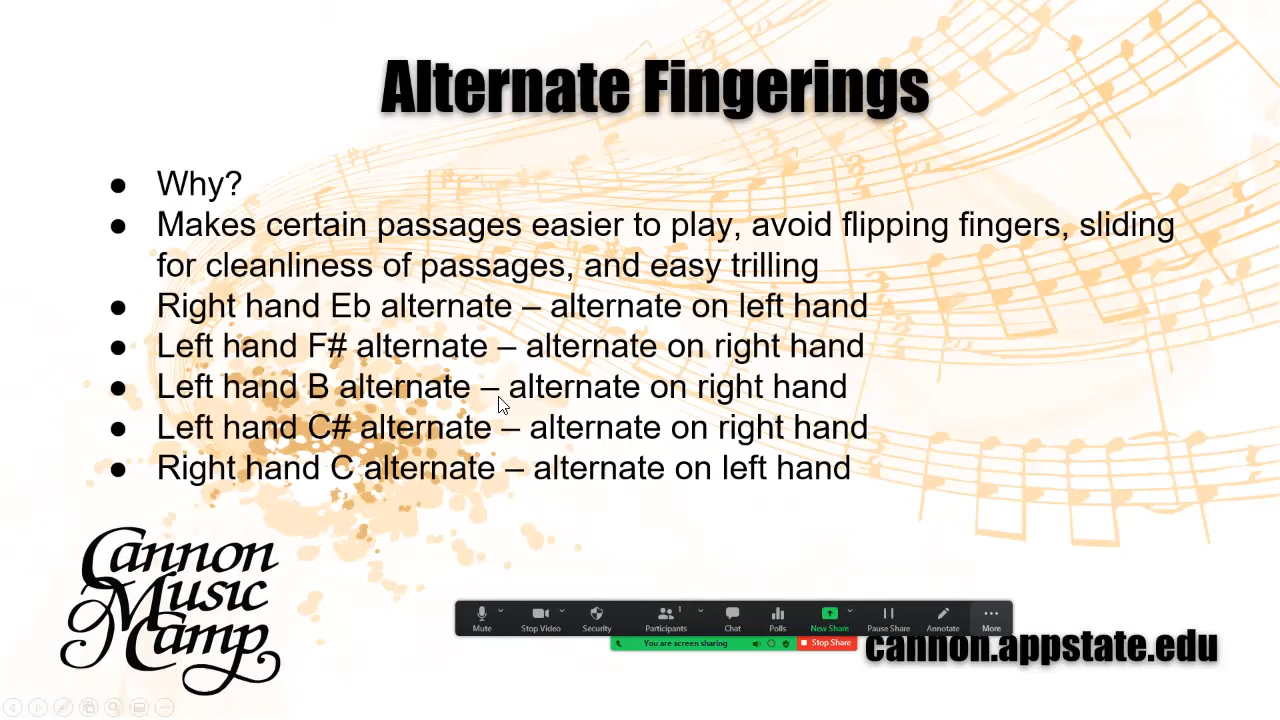 Alternate Fingerings
● Why?
● Makes certain passages easier to play, avoid flipping fingers, sliding
for cleanliness of passages, and easy trilling
● Right hand Eb alternate – alternate on left hand
● Left hand F# alternate – alternate on right hand
● Left hand B alternate – alternate on right hand
● Left hand C# alternate – alternate on right hand
● Right hand C alternate – alternate on left hand
Cannon
Music
Camp
Mute Stop Video Security Participants 1 Chat Polls New Share Pause Share Annotate More
You are screen sharing Stop Share
cannon.appstate.edu